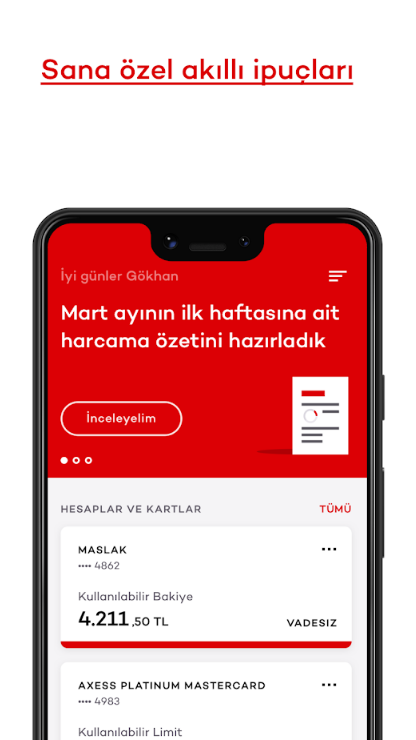 Sana özel akıllı ipuçları
İyi günler Gökhan
Mart ayının ilk haftasına ait
harcama özetini hazırladık
İnceleyelim
HESAPLAR VE KARTLAR
TÜMÜ
MASLAK
•••• 4862
Kullanılabilir Bakiye
4.211 ,50 TL
VADESIZ
AXESS PLATINUM MASTERCARD
•••• 4983
Kullanılabilir Limit